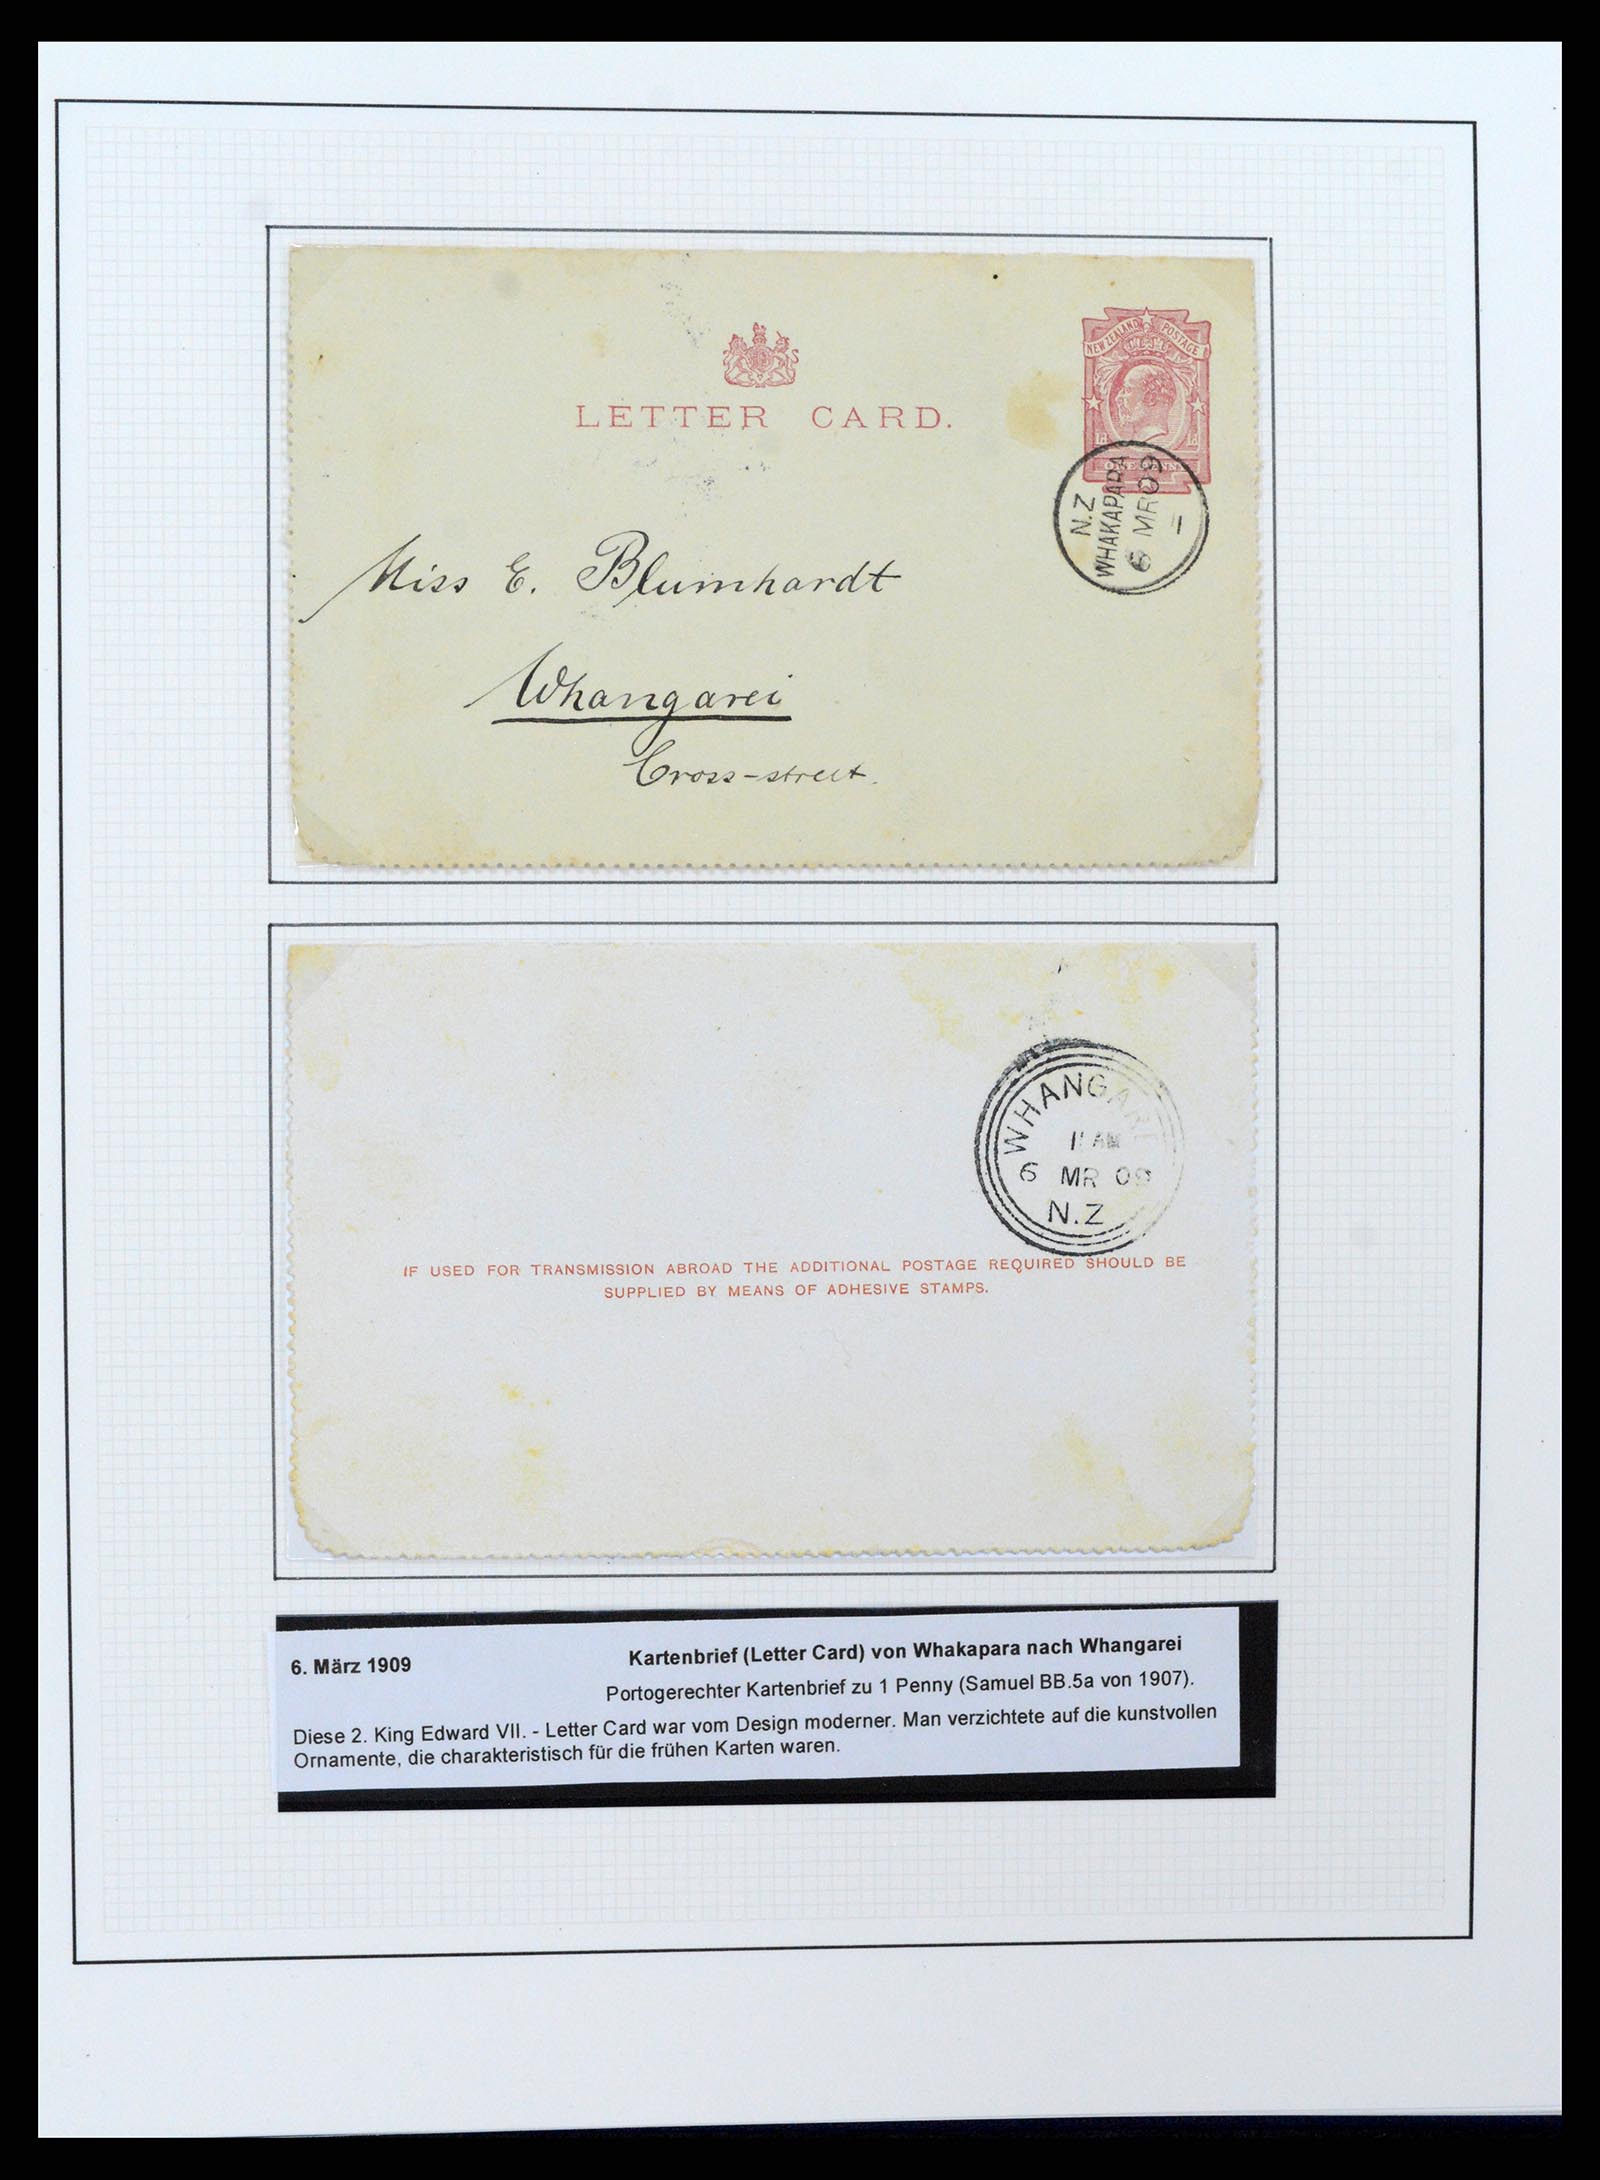 NEW ZEALAND POSTAGE
1d 1d
ONE PENNY
LETTER CARD.
N.Z
WHAKAPARA
6 MR 09
Miss E. Blumhardt
Whangarei
Cross-street.
WHANGAREI
11 AM
6 MR 09
N.Z
IF USED FOR TRANSMISSION ABROAD THE ADDITIONAL POSTAGE REQUIRED SHOULD BE
SUPPLIED BY MEANS OF ADHESIVE STAMPS.
6. März 1909 Kartenbrief (Letter Card) von Whakapara nach Whangarei
Portogerechter Kartenbrief zu 1 Penny (Samuel BB.5a von 1907).
Diese 2. King Edward VII. - Letter Card war vom Design moderner. Man verzichtete auf die kunstvollen
Ornamente, die charakteristisch für die frühen Karten waren.